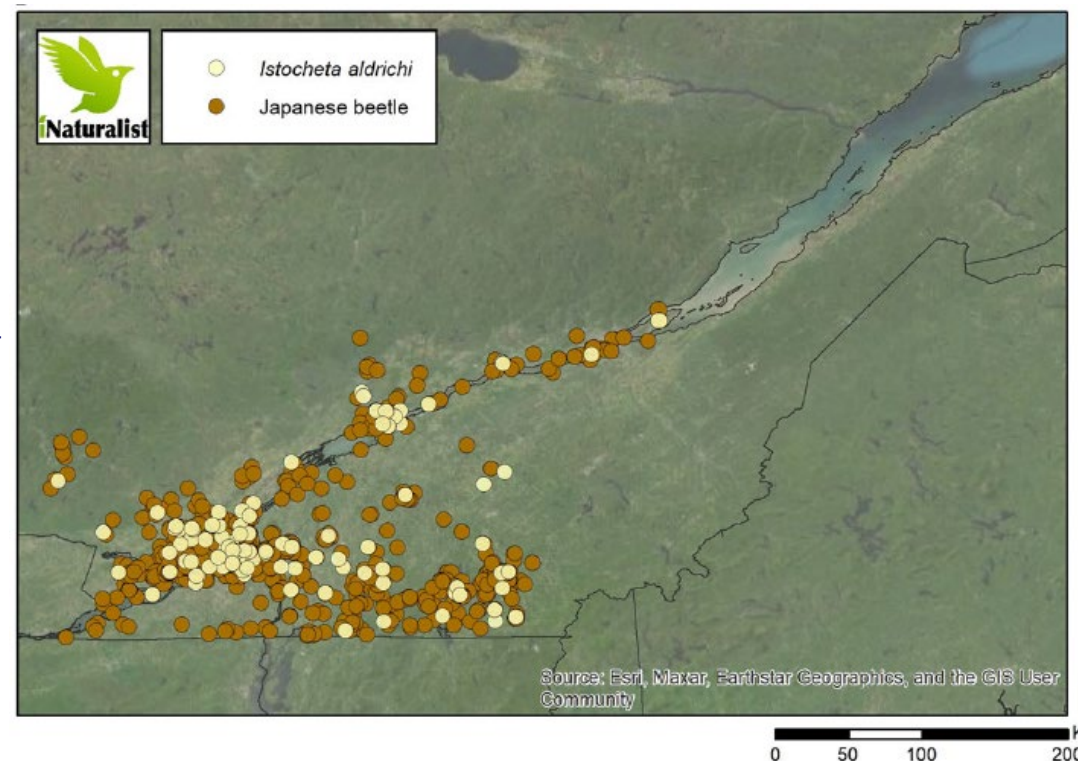 iNaturalist
Istocheta aldrichi
Japanese beetle
Source: Esri, Maxar, Earthstar Geographics, and the GIS User
Community
0 50 100 200